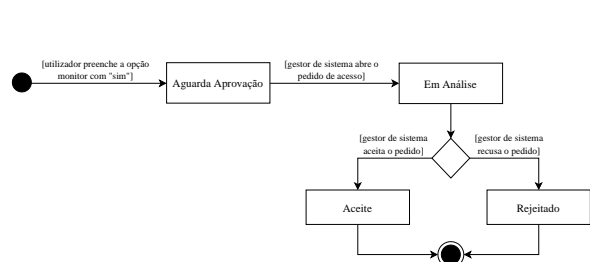 [utilizador preenche a opção
monitor com "sim"]
Aguarda Aprovação
[gestor de sistema abre o
pedido de acesso]
Em Análise
[gestor de sistema
aceita o pedido]
[gestor de sistema
recusa o pedido]
Aceite
Rejeitado